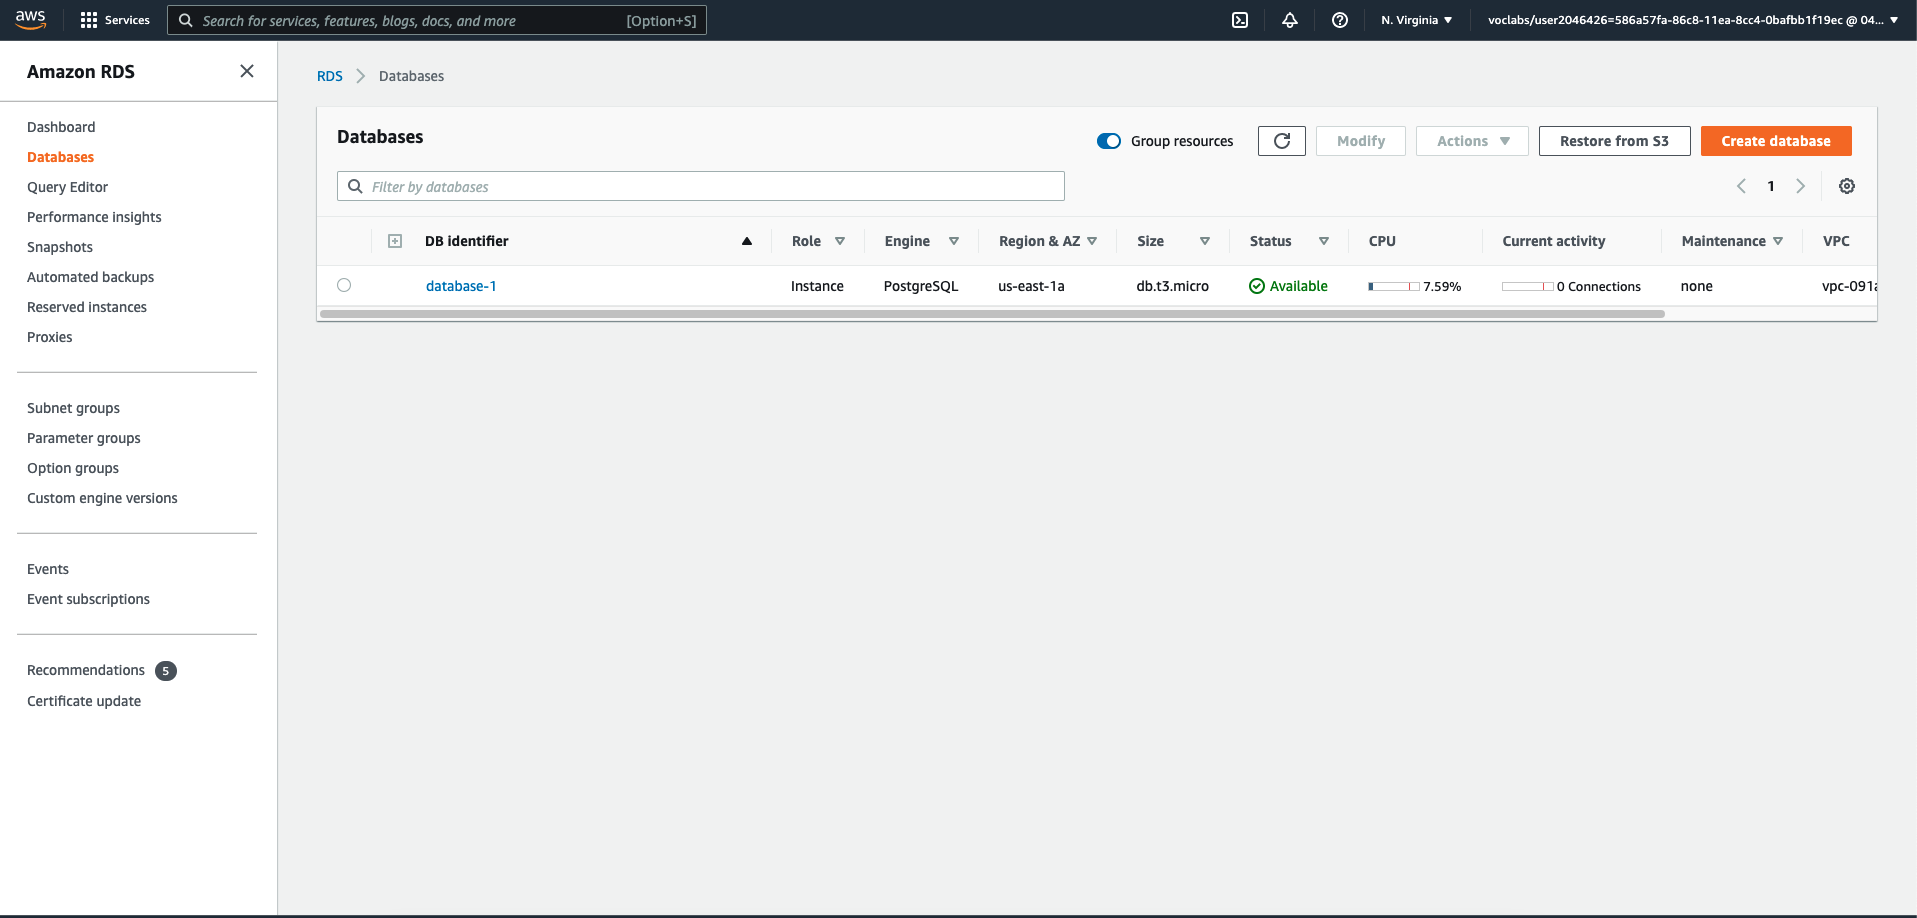 aws
Services
Search for services, features, blogs, docs, and more
[Option+S]
N. Virginia
voclabs/user2046426=586a57fa-86c8-11ea-8cc4-0bafbb1f19ec @ 04...
Amazon RDS
Dashboard
Databases
Query Editor
Performance insights
Snapshots
Automated backups
Reserved instances
Proxies
Subnet groups
Parameter groups
Option groups
Custom engine versions
Events
Event subscriptions
Recommendations 5
Certificate update
RDS > Databases
Databases
Group resources
Modify
Actions
Restore from S3
Create database
Filter by databases
1
DB identifier Role Engine Region & AZ Size Status CPU Current activity Maintenance VPC
database-1 Instance PostgreSQL us-east-1a db.t3.micro Available 7.59% 0 Connections none vpc-091a